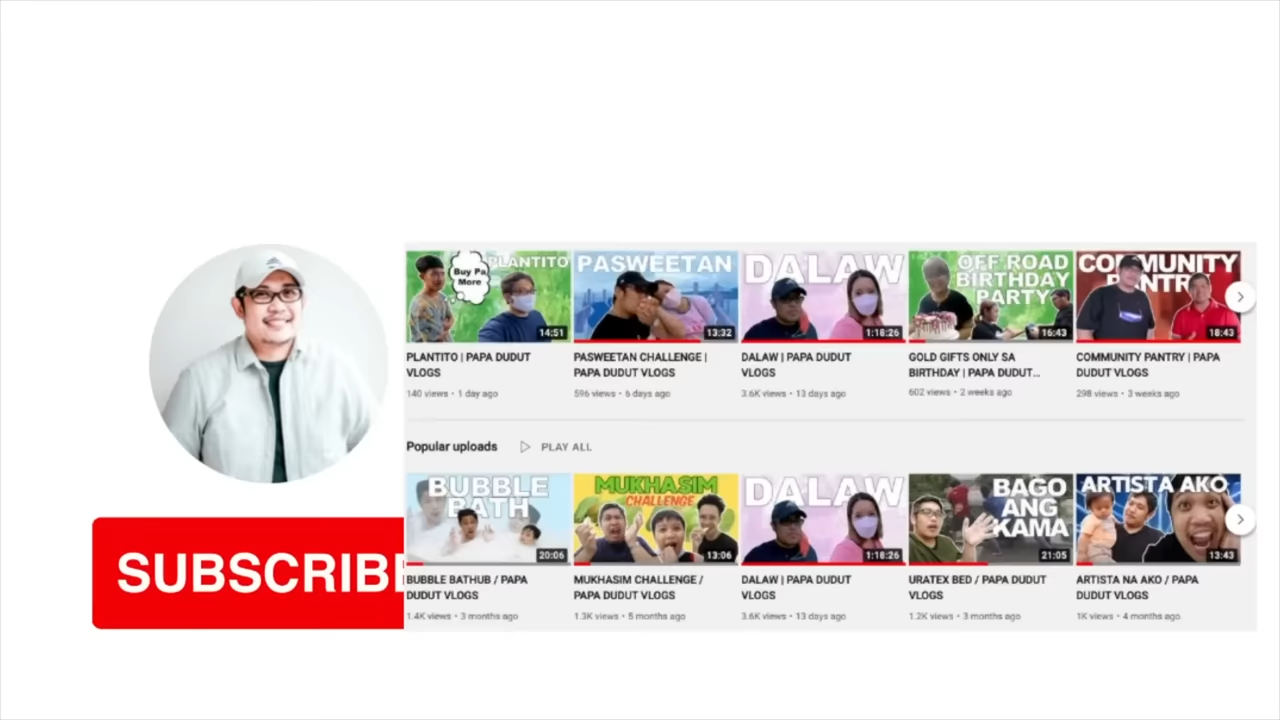 SUBSCRIBE
Buy Pa
More
PLANTITO
14:51
PASWEETAN
13:32
DALAW
1:18:26
OFF ROAD
BIRTHDAY
PARTY
16:43
COMMUNITY
PANTRY
18:43
PLANTITO | PAPA DUDUT
VLOGS
140 views • 1 day ago
PASWEETAN CHALLENGE |
PAPA DUDUT VLOGS
596 views • 6 days ago
DALAW | PAPA DUDUT
VLOGS
3.6K views • 13 days ago
GOLD GIFTS ONLY SA
BIRTHDAY | PAPA DUDUT...
602 views • 2 weeks ago
COMMUNITY PANTRY | PAPA
DUDUT VLOGS
298 views • 3 weeks ago
Popular uploads PLAY ALL
BUBBLE
BATH
20:06
MUKHASIM
CHALLENGE
13:06
DALAW
1:18:26
BAGO
ANG
KAMA
21:05
ARTISTA AKO
13:43
BUBBLE BATHUB / PAPA
DUDUT VLOGS
1.4K views • 3 months ago
MUKHASIM CHALLENGE /
PAPA DUDUT VLOGS
1.3K views • 5 months ago
DALAW | PAPA DUDUT
VLOGS
3.6K views • 13 days ago
URATEX BED / PAPA DUDUT
VLOGS
1.2K views • 3 months ago
ARTISTA NA AKO / PAPA
DUDUT VLOGS
1K views • 4 months ago